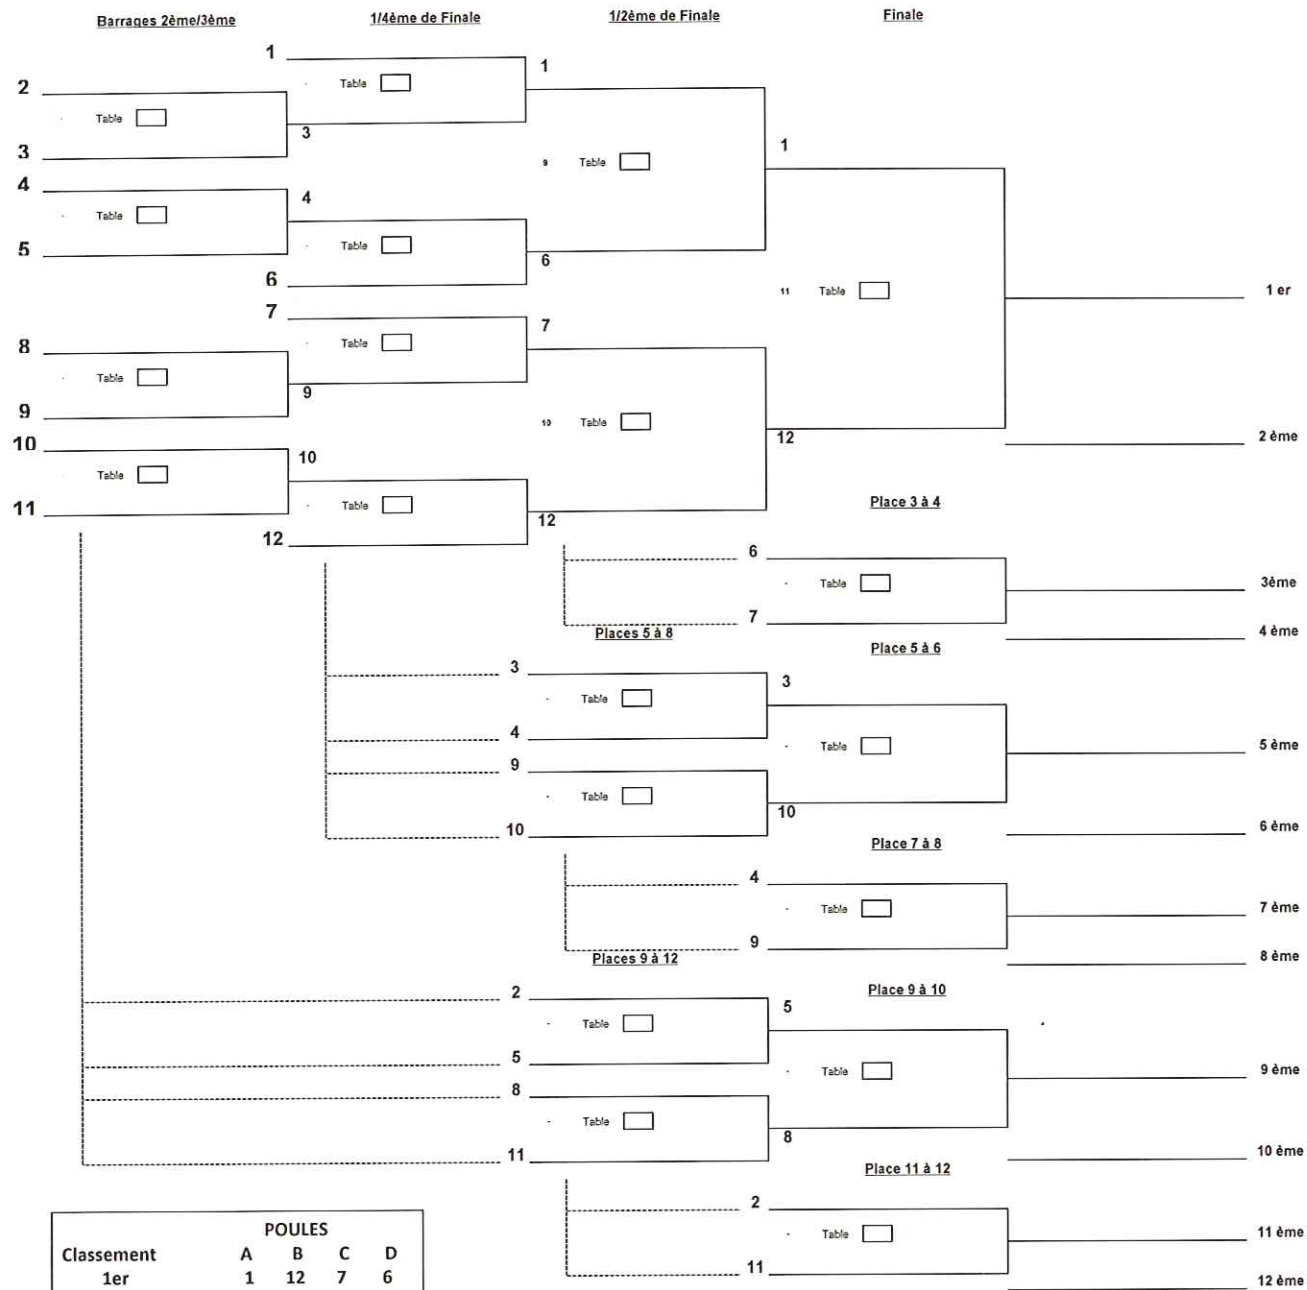 Barrages 2ème/3ème 1/4ème de Finale 1/2ème de Finale Finale
1
1
2
Table
Table
3
3
1
9 Table
4
4
Table
Table
5
6
6
11 Table
1 er
7
7
8
Table
Table
9
9
10 Table
10
12
2 ème
10
Table
Table
11
12
12
Place 3 à 4
6
Table
3ème
7
4 ème
Places 5 à 8
Place 5 à 6
3
3
Table
4
Table
5 ème
9
Table
10
10
6 ème
Place 7 à 8
4
Table
7 ème
9
8 ème
Places 9 à 12
Place 9 à 10
2
5
Table
5
Table
9 ème
8
Table
8
11
10 ème
Place 11 à 12
2
Table
11 ème
11
12 ème
POULES
Classement A B C D
1er 1 12 7 6